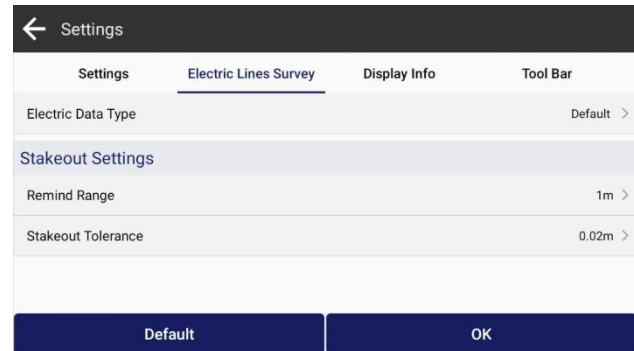 Settings
Settings Electric Lines Survey Display Info Tool Bar
Electric Data Type Default
Stakeout Settings
Remind Range 1m
Stakeout Tolerance 0.02m
Default OK